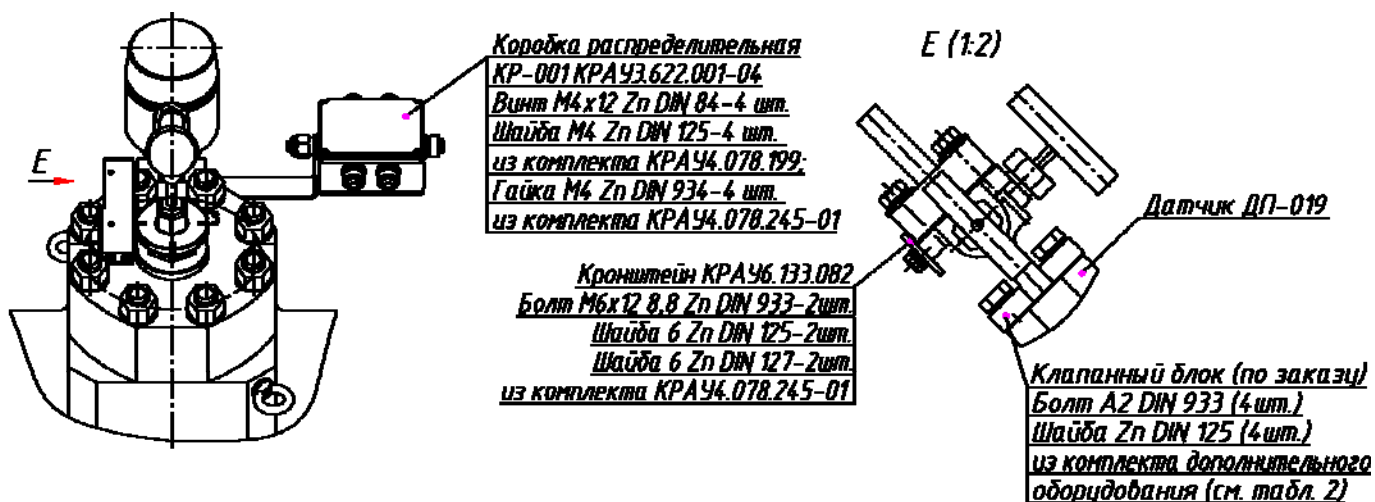 Коробка распределительная
КР-001 КРАУ3.622.001-04
Винт М4х12 Zn DIN 84-4 шт.
Шайба М4 Zn DIN 125-4 шт.
из комплекта КРАУ4.078.199;
Гайка М4 Zn DIN 934-4 шт.
из комплекта КРАУ4.078.245-01
Е
Е (1:2)
Датчик ДП-019
Кронштейн КРАУ6.133.082
Болт М6х12 8.8 Zn DIN 933-2шт.
Шайба 6 Zn DIN 125-2шт.
Шайба 6 Zn DIN 127-2шт.
из комплекта КРАУ4.078.245-01
Клапанный блок (по заказу)
Болт А2 DIN 933 (4шт.)
Шайба Zn DIN 125 (4шт.)
из комплекта дополнительного
оборудования (см. табл. 2)